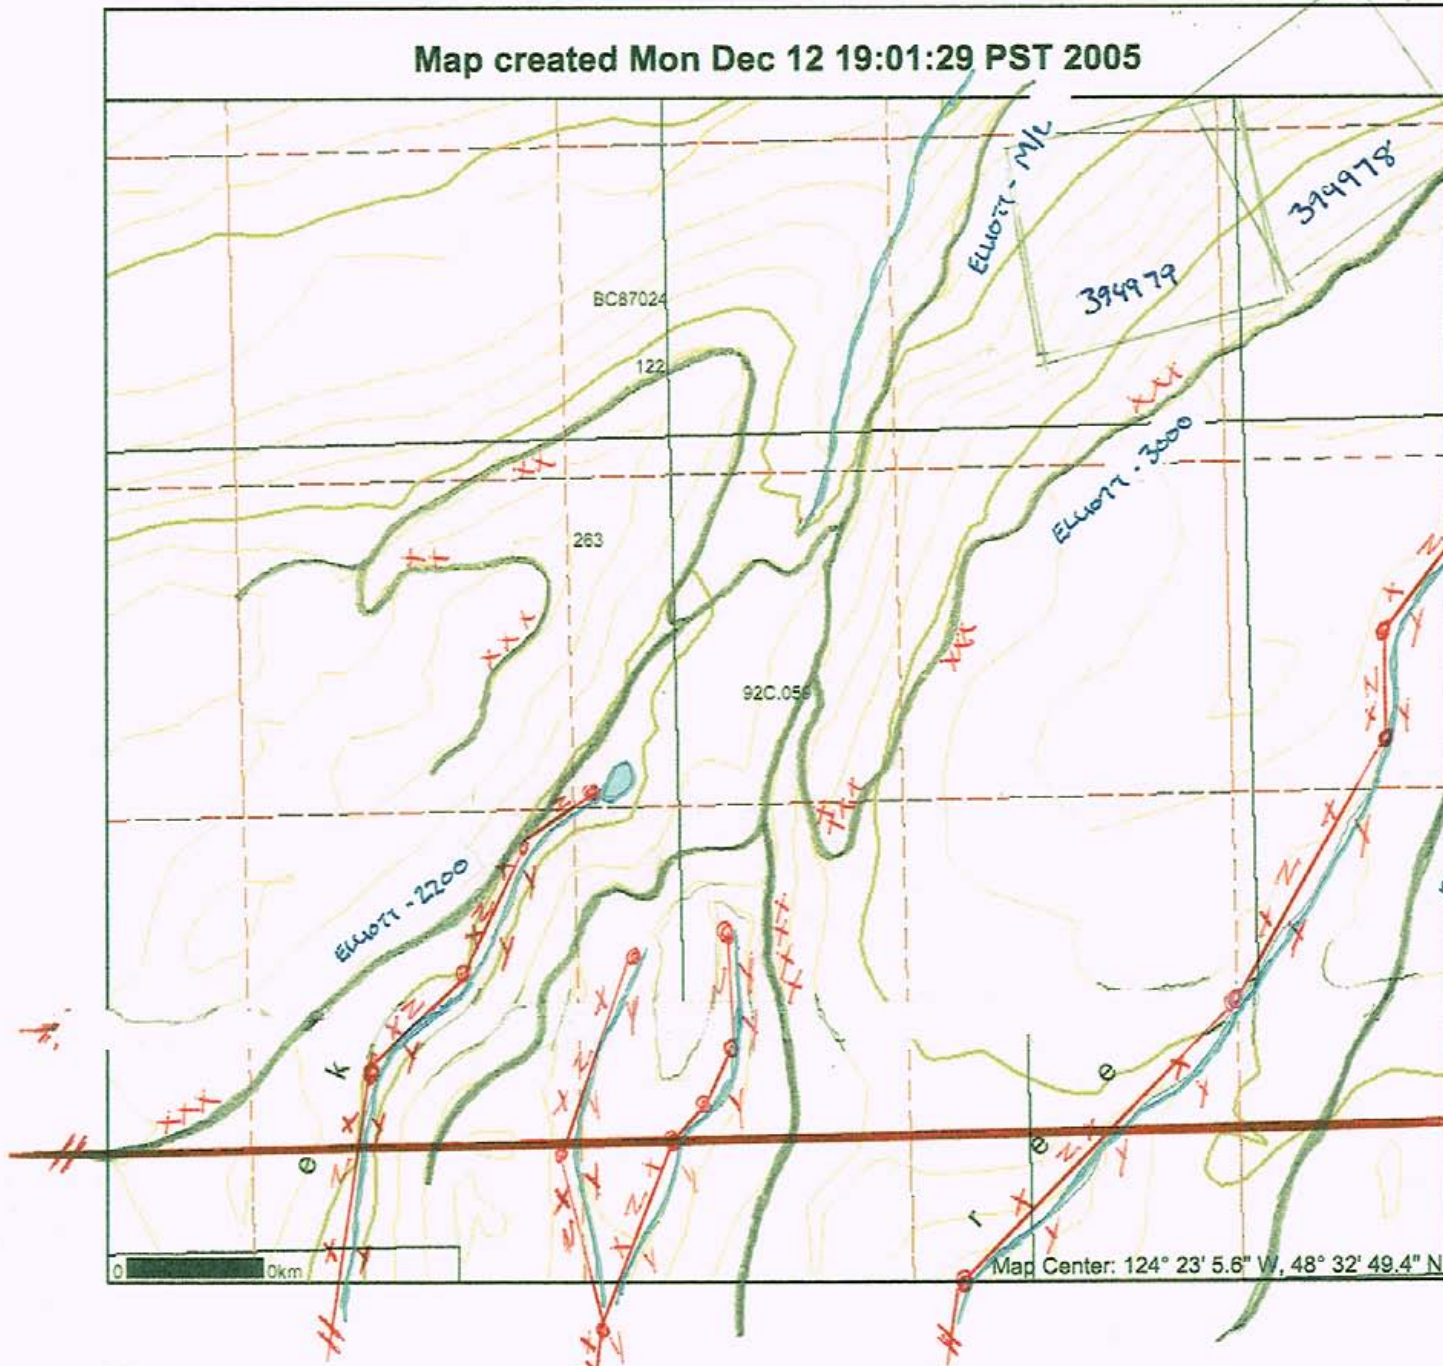 Map created Mon Dec 12 19:01:29 PST 2005
Elliott - M/L
394978
394979
BC87024
122
Elliott - 3000
263
92C.059
Elliott - 2200
k
e
e
e
r
0
0km
Map Center: 124° 23' 5.6" W, 48° 32' 49.4" N